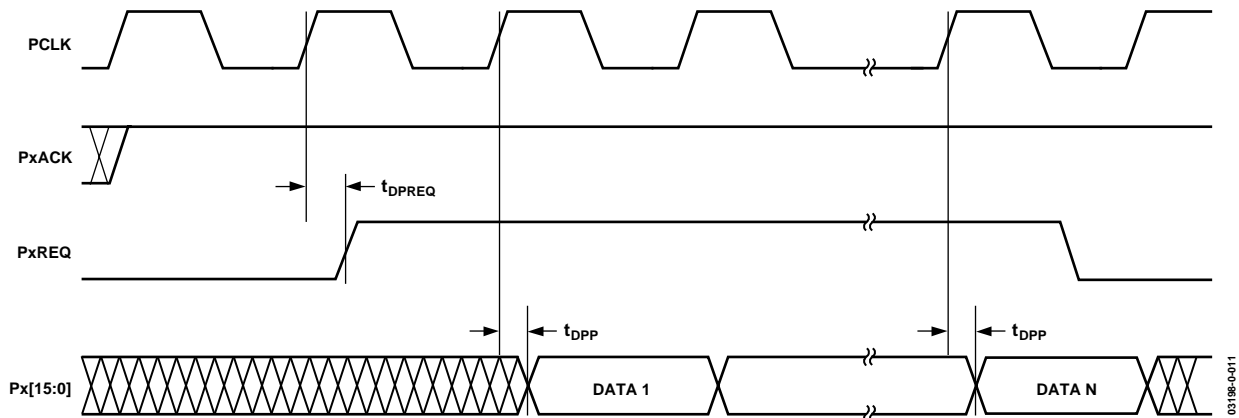 PCLK
PxACK
tDPREQ
PxREQ
tDPP
tDPP
Px[15:0]
DATA 1
DATA N
03198-0-011